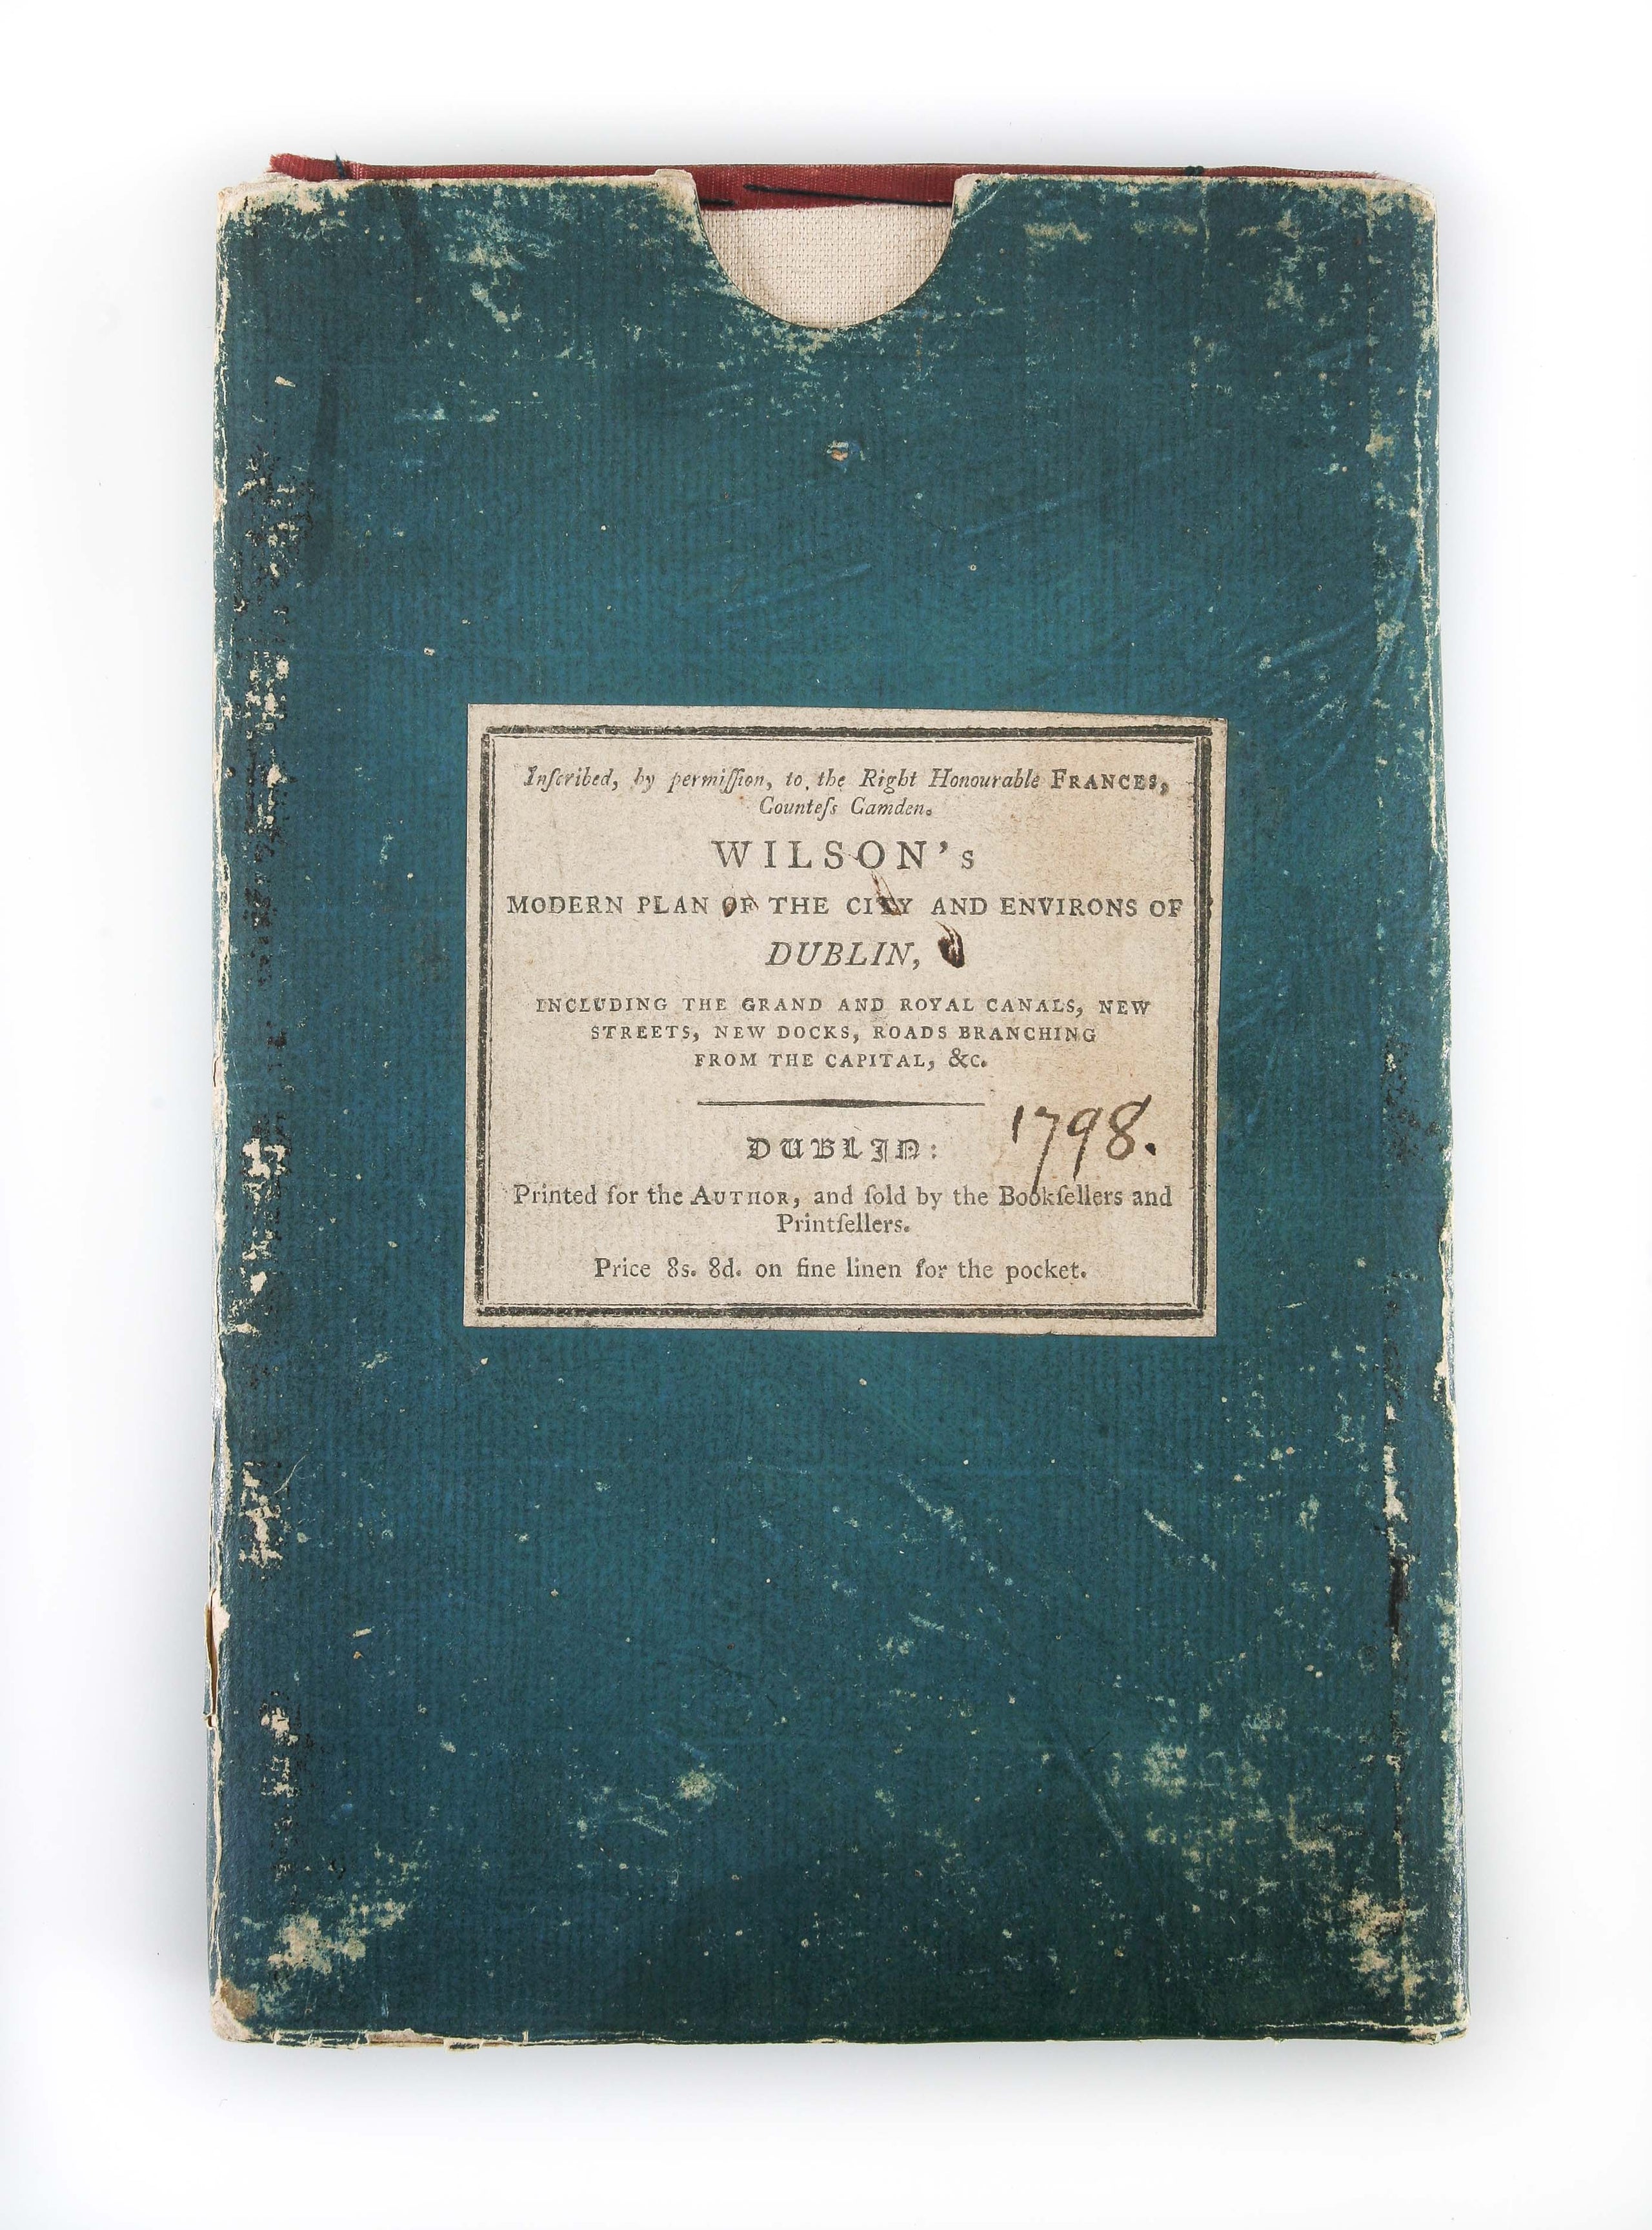 Inſcribed, by permiſſion, to, the Right Honourable FRANCES,
Counteſs Camden.
WILSON's
MODERN PLAN OF THE CITY AND ENVIRONS OF
DUBLIN,
INCLUDING THE GRAND AND ROYAL CANALS, NEW
STREETS, NEW DOCKS, ROADS BRANCHING
FROM THE CAPITAL, &c.
1798.
DUBLIN:
Printed for the AUTHOR, and ſold by the Bookſellers and
Printſellers.
Price 8s. 8d. on fine linen for the pocket.